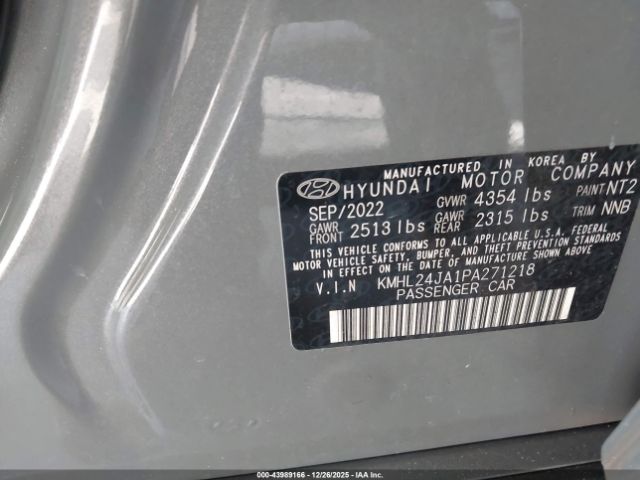 MANUFACTURED IN KOREA BY
HYUNDAI MOTOR COMPANY
SEP/2022 GVWR 4354 lbs PAINT NT2
GAWR FRONT 2513 lbs GAWR REAR 2315 lbs TRIM NNB
THIS VEHICLE CONFORMS TO ALL APPLICABLE U.S.A. FEDERAL
MOTOR VEHICLE SAFETY, BUMPER, AND THEFT PREVENTION STANDARDS
IN EFFECT ON THE DATE OF MANUFACTURE SHOWN ABOVE
V.I.N KMHL24JA1PA271218
PASSENGER CAR
000-43989166 • 12/26/2025 • IAAI.COM